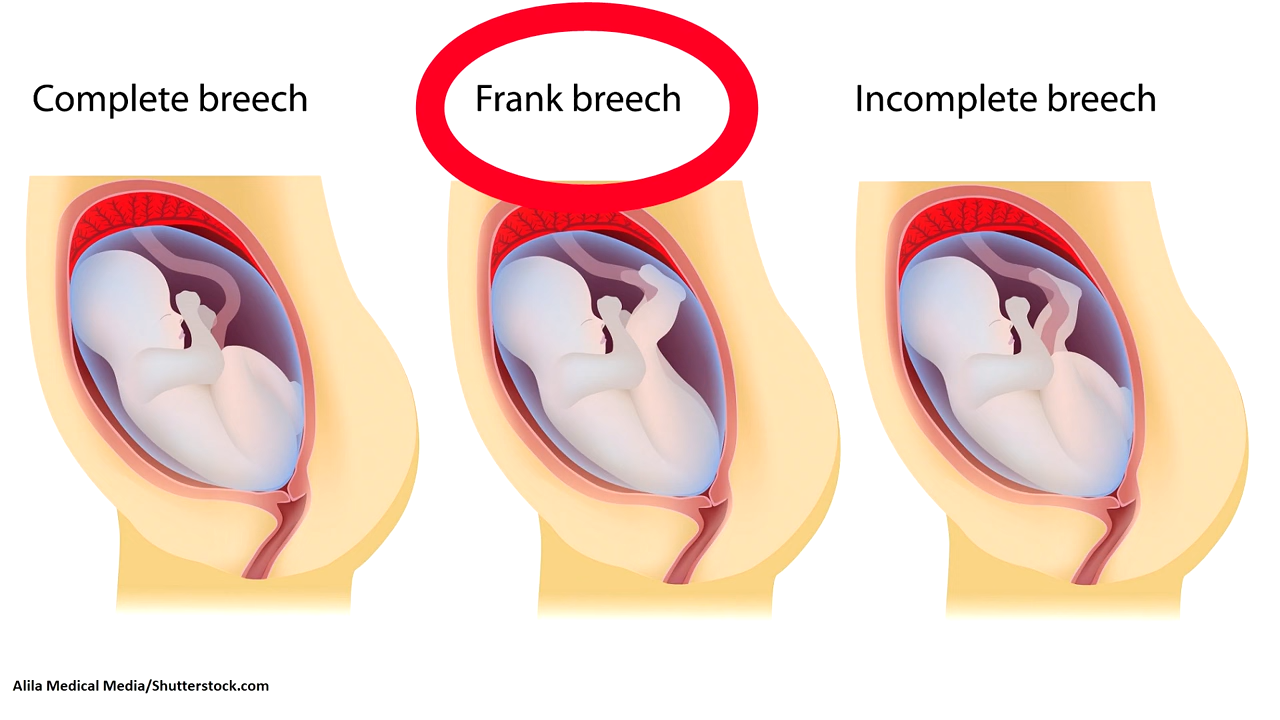 Complete breech
Frank breech
Incomplete breech
Alila Medical Media/Shutterstock.com